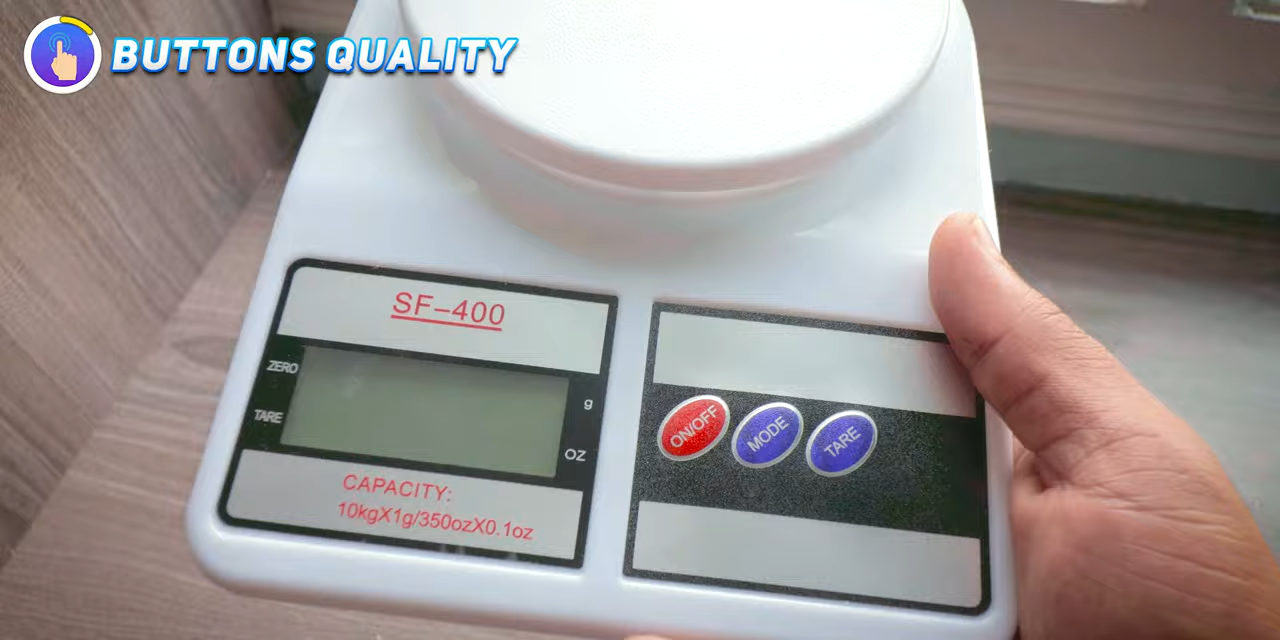 BUTTONS QUALITY
SF-400
ZERO
g
TARE
OZ
CAPACITY:
10kgX1g/350ozX0.1oz
ON/OFF
MODE
TARE